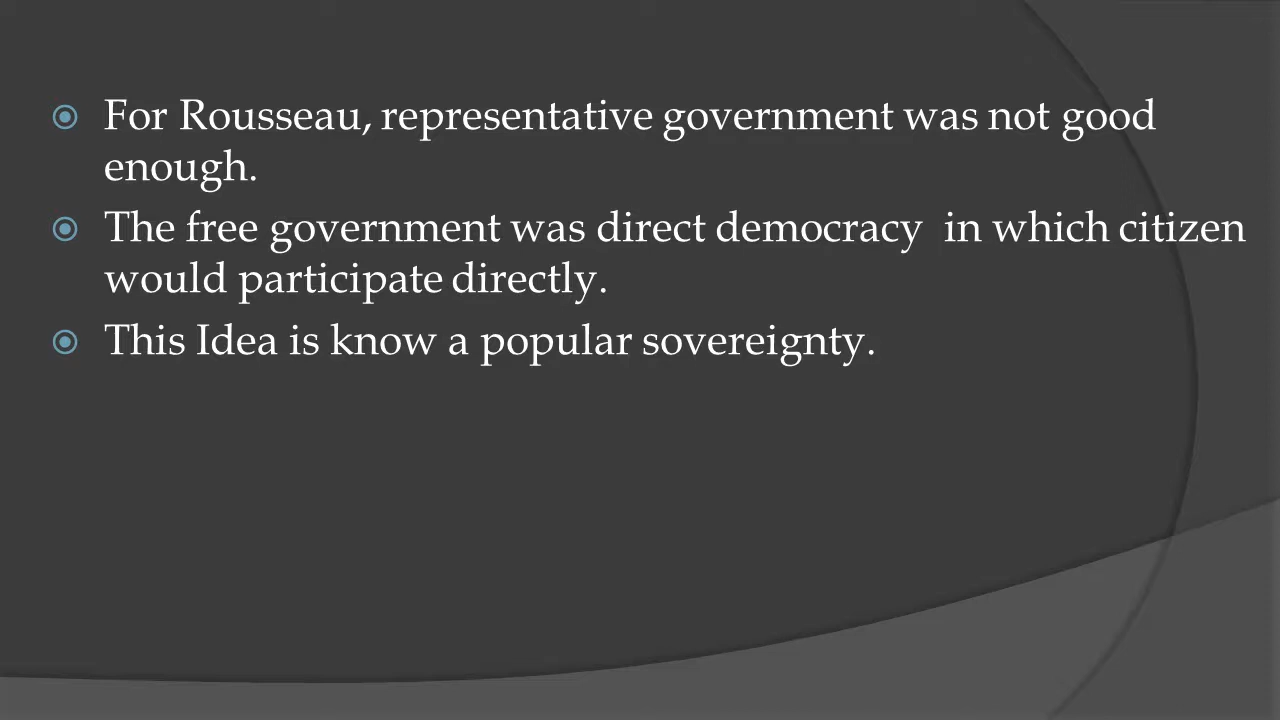 For Rousseau, representative government was not good
enough.
The free government was direct democracy  in which citizen
would participate directly.
This Idea is know a popular sovereignty.